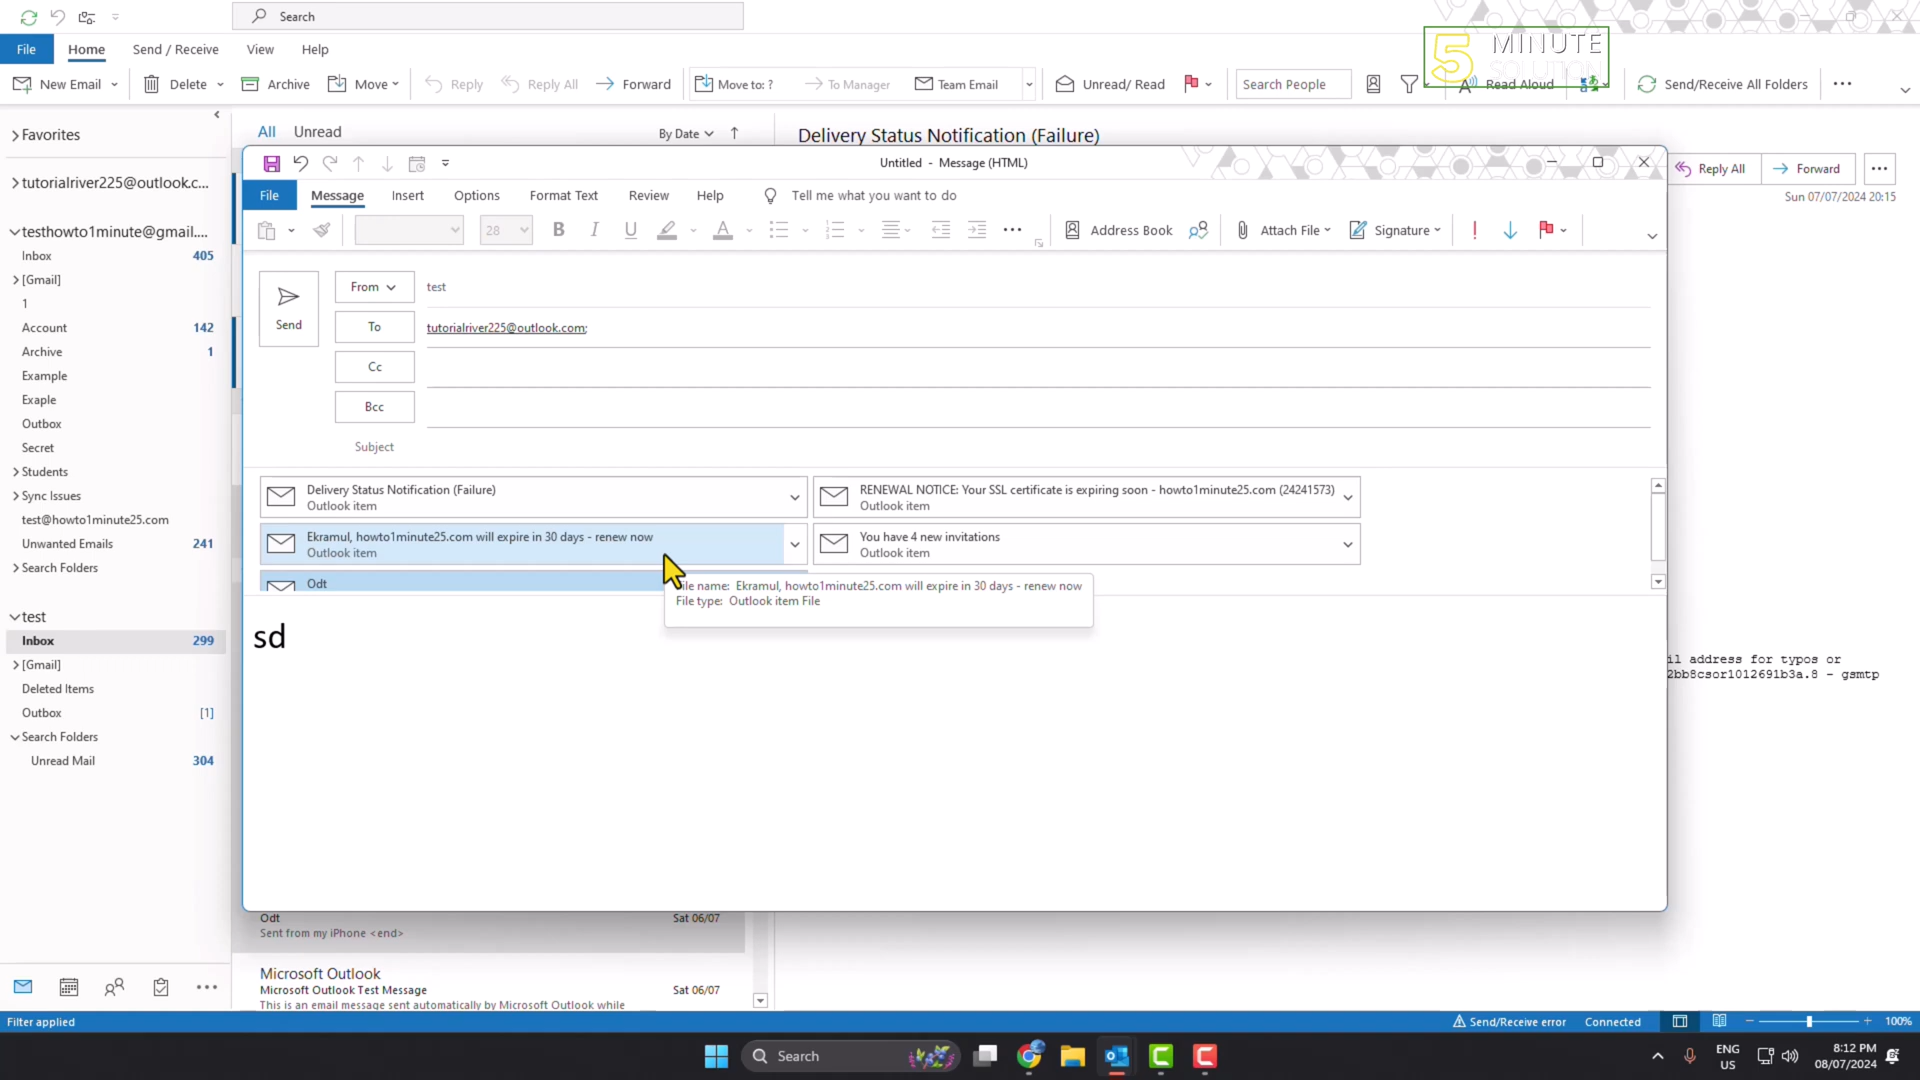 Search
File Home Send / Receive View Help
5 MINUTE
SOLUTION
New Email Delete Archive Move Reply Reply All Forward Move to: ? To Manager Team Email Unread/ Read Search People Read Aloud Send/Receive All Folders
Favorites
tutorialriver225@outlook.c...
testhowto1minute@gmail....
Inbox 405
[Gmail]
1
Account 142
Archive 1
Example
Exaple
Outbox
Secret
Students
Sync Issues
test@howto1minute25.com
Unwanted Emails 241
Search Folders
test
Inbox 299
[Gmail]
Deleted Items
Outbox [1]
Search Folders
Unread Mail 304
All Unread By Date
Delivery Status Notification (Failure)
Reply All Forward
Sun 07/07/2024 20:15
Untitled - Message (HTML)
File Message Insert Options Format Text Review Help Tell me what you want to do
28 B I U A Address Book Attach File Signature
Send
From test
To tutorialriver225@outlook.com;
Cc
Bcc
Subject
Delivery Status Notification (Failure)
Outlook item
RENEWAL NOTICE: Your SSL certificate is expiring soon - howto1minute25.com (24241573)
Outlook item
Ekramul, howto1minute25.com will expire in 30 days - renew now
Outlook item
You have 4 new invitations
Outlook item
Odt
name: Ekramul, howto1minute25.com will expire in 30 days - renew now
File type: Outlook item File
sd
il address for typos or
2bb8csor1012691b3a.8 - gsmtp
Odt Sat 06/07
Sent from my iPhone <end>
Microsoft Outlook
Microsoft Outlook Test Message Sat 06/07
This is an email message sent automatically by Microsoft Outlook while
Filter applied
Send/Receive error Connected 100%
Search
ENG
US
8:12 PM
08/07/2024